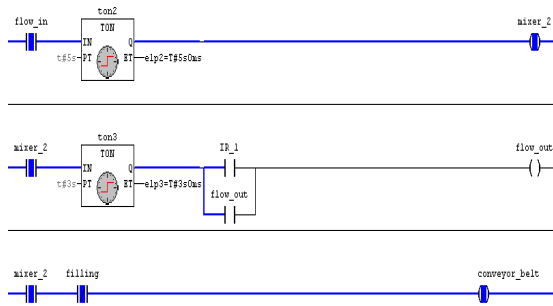 ton2
flow_in TON mixer_2
IN Q
t#5s PT ET elp2=T#5s0ms
ton3
mixer_2 TON IR_1 flow_out
IN Q
t#3s PT ET elp3=T#3s0ms flow_out
mixer_2 filling conveyor_belt